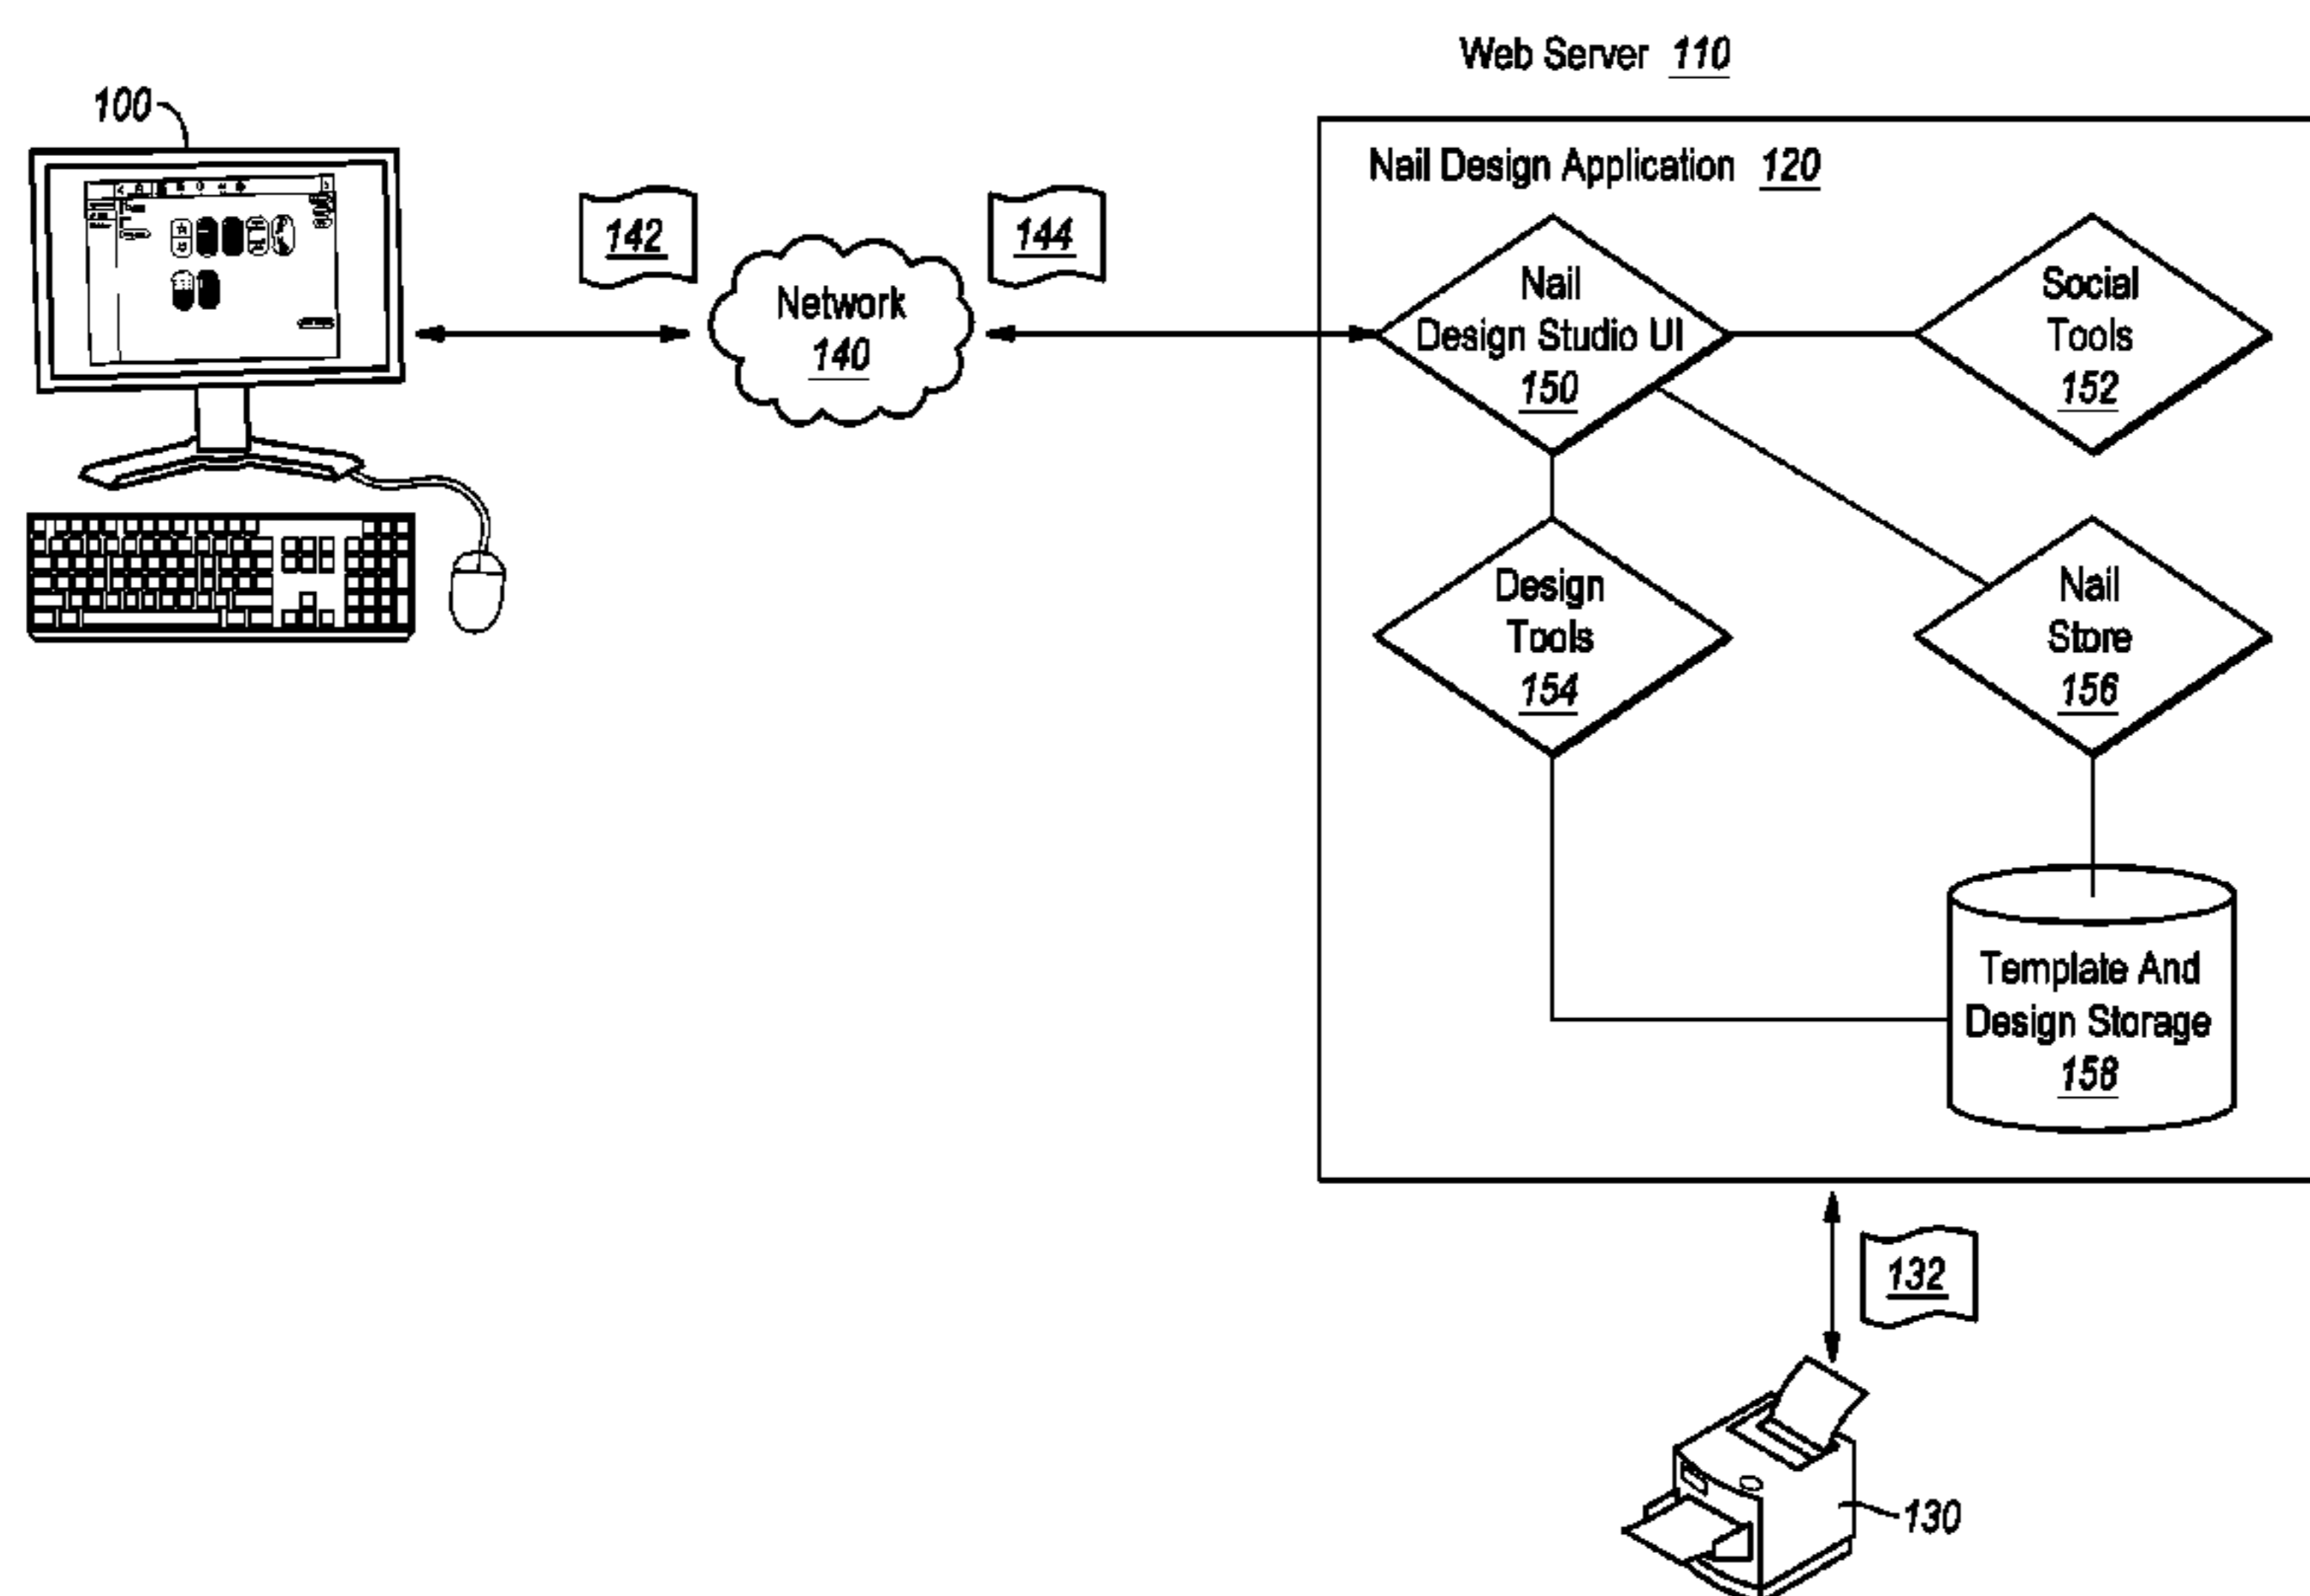 Web Server 110
100
Nail Design Application 120
142
144
Network
140
Nail
Design Studio UI
150
Social
Tools
152
Design
Tools
154
Nail
Store
156
Template And
Design Storage
158
132
130